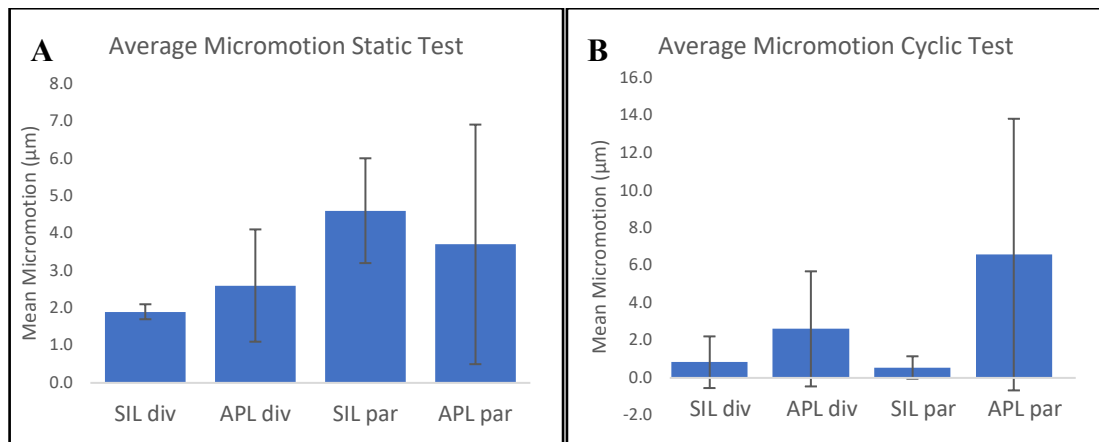 A
Average Micromotion Static Test
Mean Micromotion (µm)
8.0
7.0
6.0
5.0
4.0
3.0
2.0
1.0
0.0
SIL div APL div SIL par APL par
B
Average Micromotion Cyclic Test
Mean Micromotion (µm)
16.0
14.0
12.0
10.0
8.0
6.0
4.0
2.0
0.0
-2.0
SIL div APL div SIL par APL par